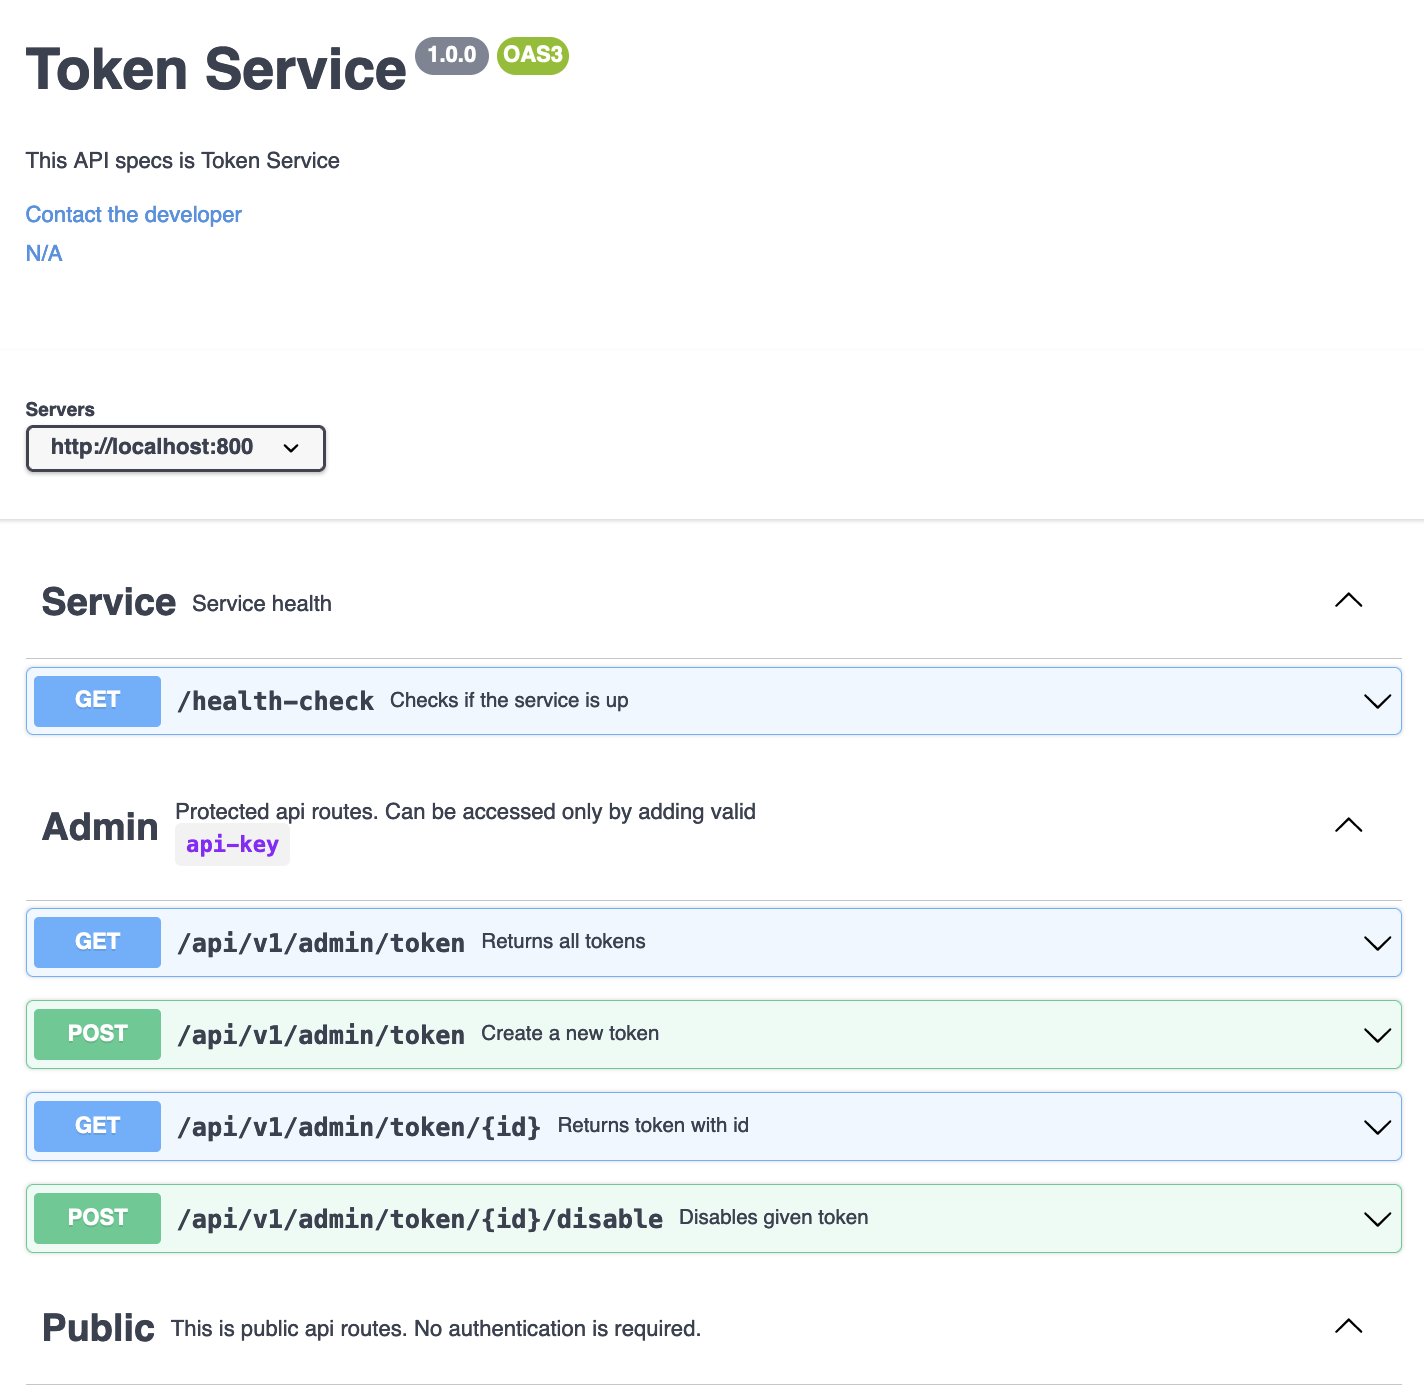 Token Service 1.0.0 OAS3
This API specs is Token Service
Contact the developer
N/A
Servers
http://localhost:800
Service Service health
GET /health-check Checks if the service is up
Admin Protected api routes. Can be accessed only by adding valid
api-key
GET /api/v1/admin/token Returns all tokens
POST /api/v1/admin/token Create a new token
GET /api/v1/admin/token/{id} Returns token with id
POST /api/v1/admin/token/{id}/disable Disables given token
Public This is public api routes. No authentication is required.